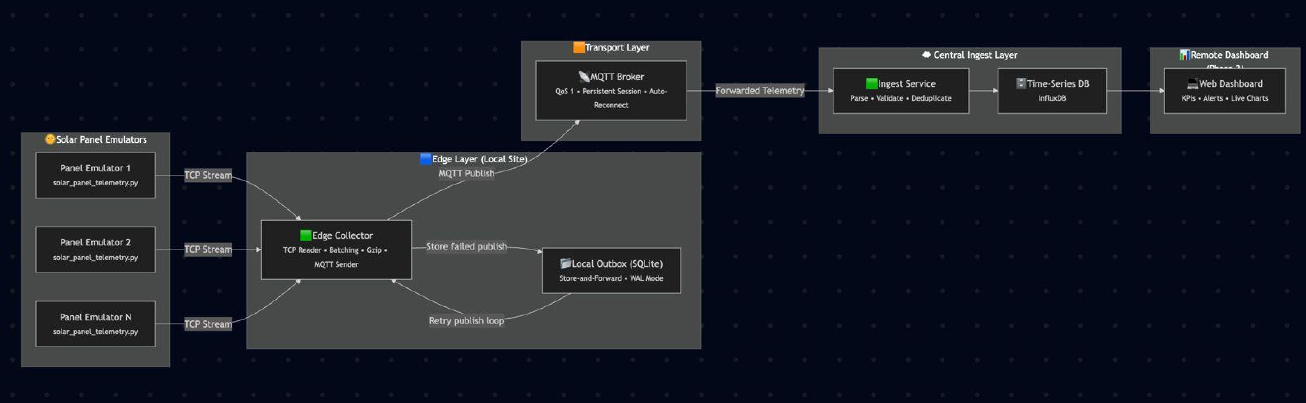 Solar Panel Emulators
Panel Emulator 1
solar_panel_telemetry.py
Panel Emulator 2
solar_panel_telemetry.py
Panel Emulator N
solar_panel_telemetry.py
TCP Stream
TCP Stream
TCP Stream
Edge Layer (Local Site)
MQTT Publish
Edge Collector
TCP Reader • Batching • Gzip •
MQTT Sender
Store failed publish
Retry publish loop
Local Outbox (SQLite)
Store-and-Forward • WAL Mode
Transport Layer
MQTT Broker
QoS 1 • Persistent Session • Auto-
Reconnect
Forwarded Telemetry
Central Ingest Layer
Ingest Service
Parse • Validate • Deduplicate
Time-Series DB
InfluxDB
Remote Dashboard
Web Dashboard
KPIs • Alerts • Live Charts